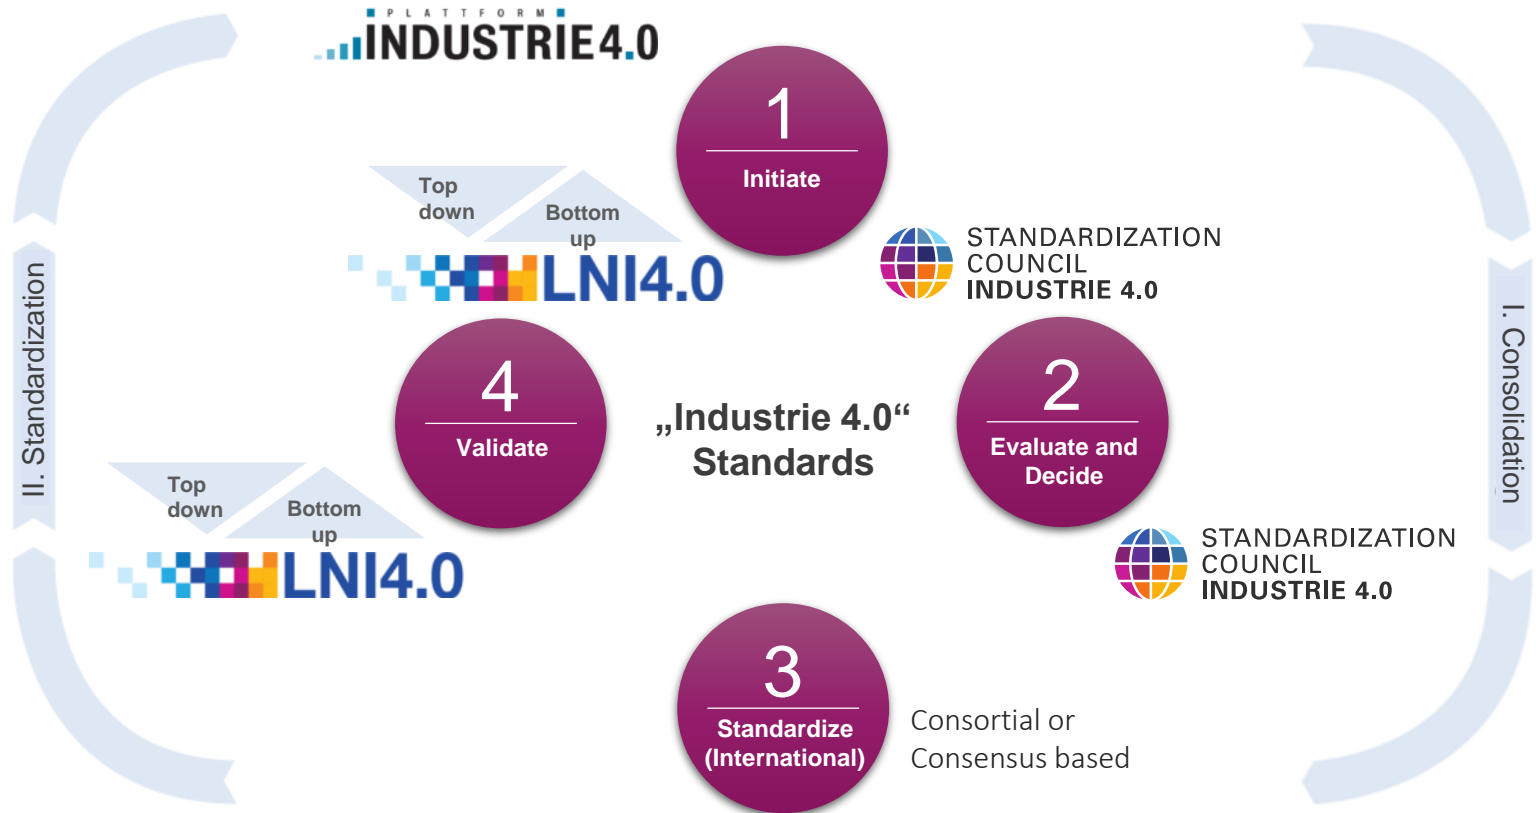 PLATTFORM
INDUSTRIE4.0
1
Initiate
Top
down
Bottom
up
LNI4.0
STANDARDIZATION
COUNCIL
INDUSTRIE 4.0
II. Standardization
I. Consolidation
4
Validate
„Industrie 4.0“
Standards
2
Evaluate and
Decide
Top
down
Bottom
up
LNI4.0
STANDARDIZATION
COUNCIL
INDUSTRIE 4.0
3
Standardize
(International)
Consortial or
Consensus based